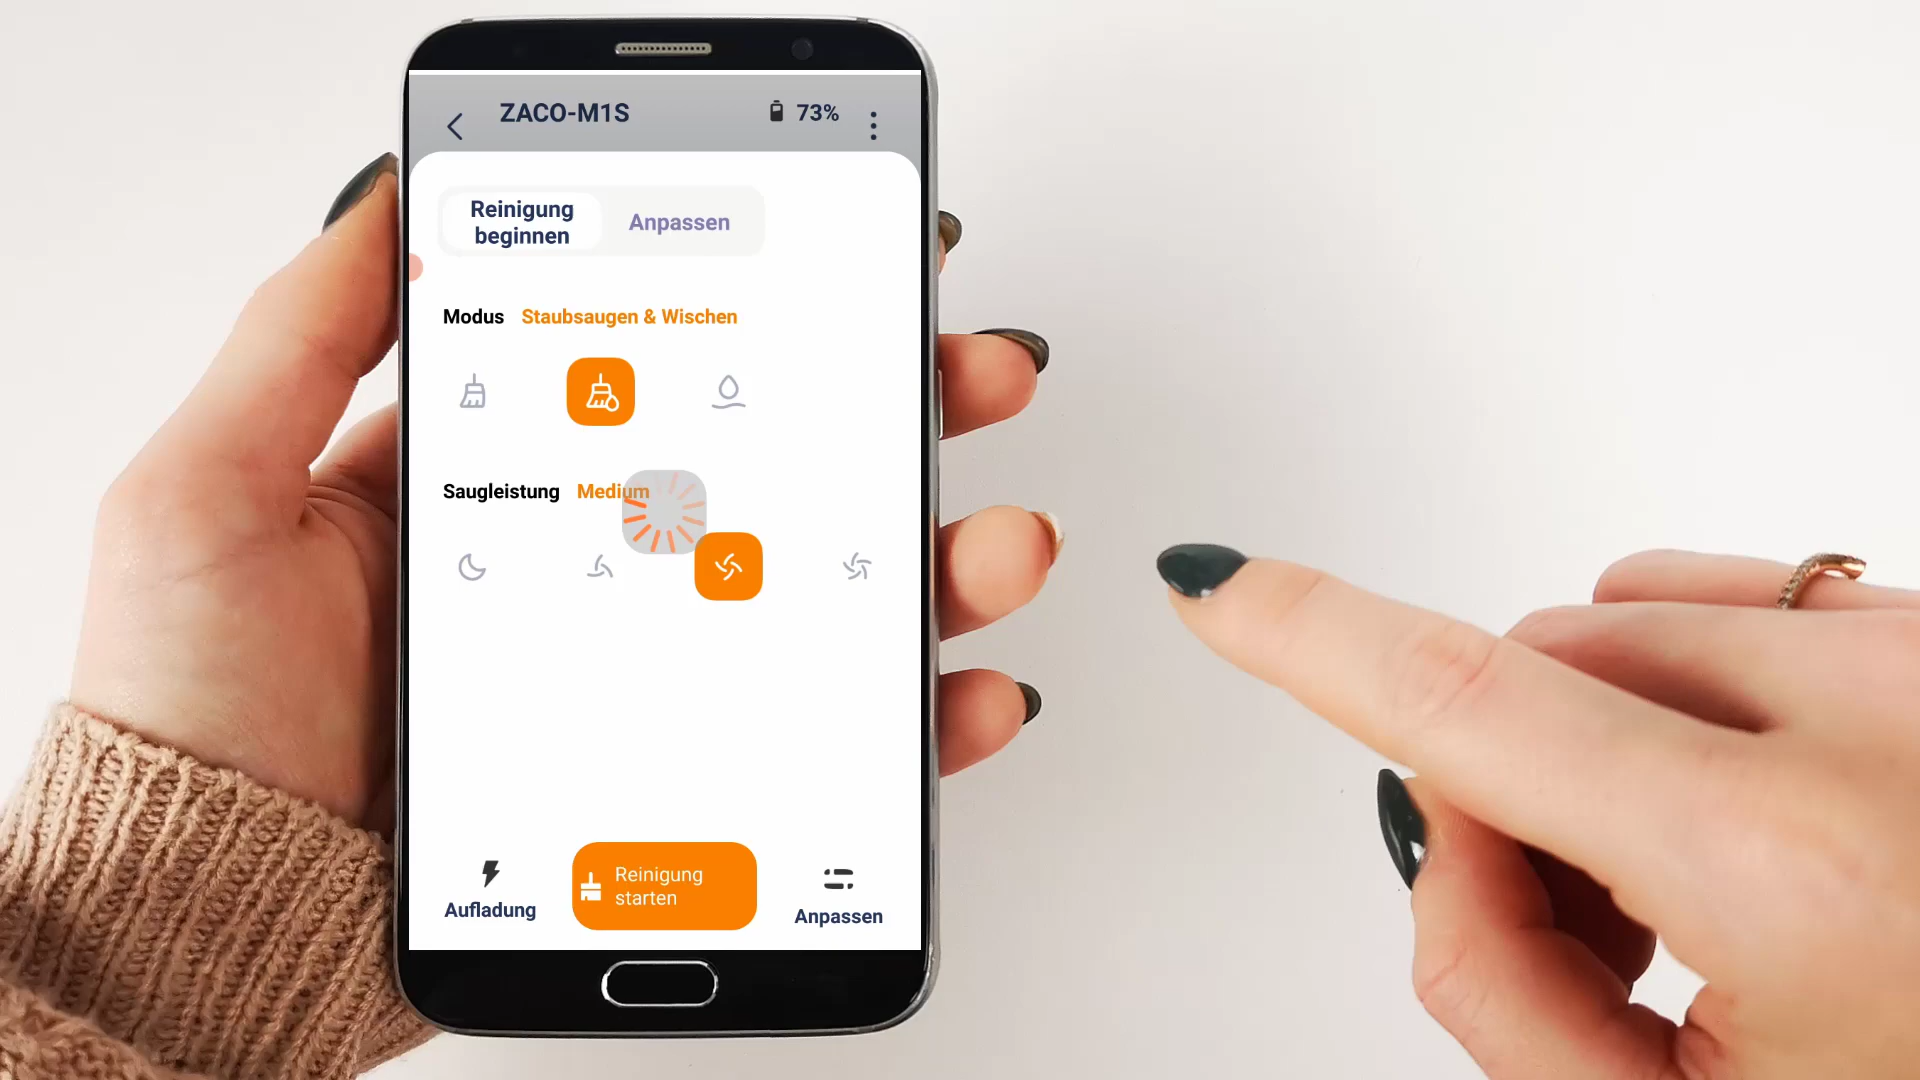 ZACO-M1S
73%
Reinigung
beginnen
Anpassen
Modus Staubsaugen & Wischen
Saugleistung Medium
Aufladung
Reinigung
starten
Anpassen